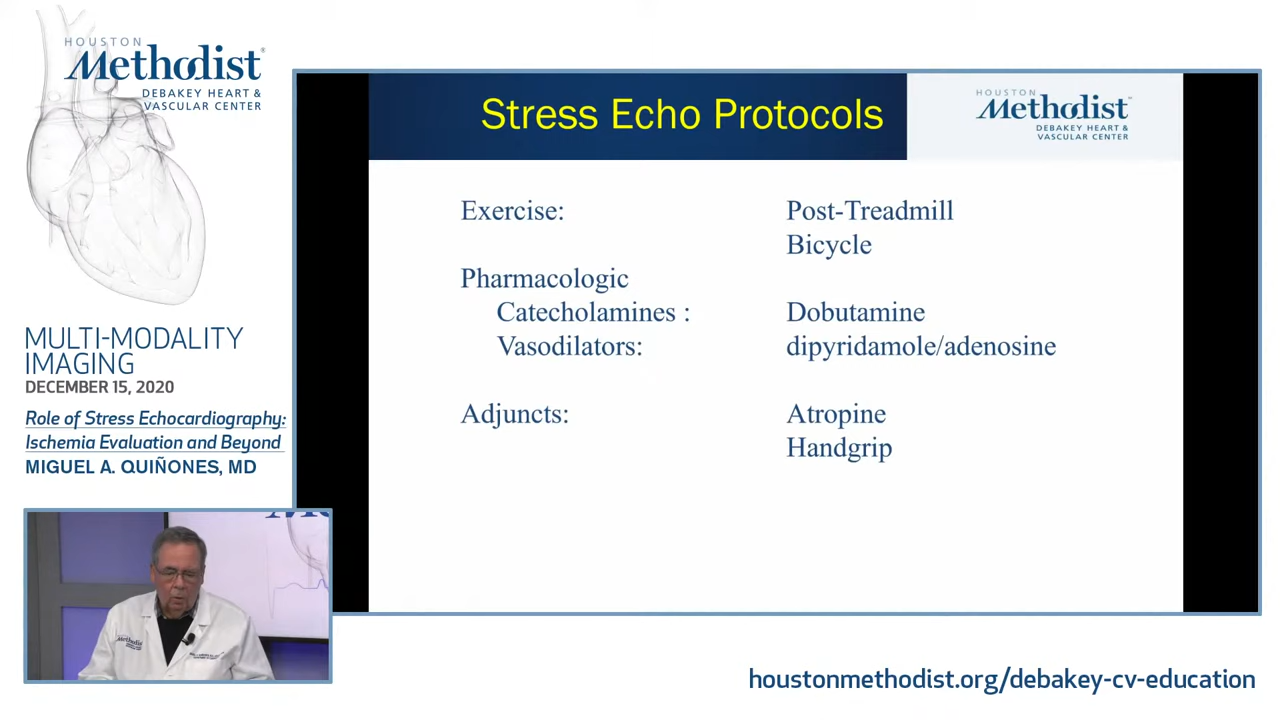 HOUSTON
Methodist®
DEBAKEY HEART &
VASCULAR CENTER
MULTI-MODALITY
IMAGING
DECEMBER 15, 2020
Role of Stress Echocardiography:
Ischemia Evaluation and Beyond
MIGUEL A. QUIÑONES, MD
Stress Echo Protocols
HOUSTON
Methodist
DEBAKEY HEART &
VASCULAR CENTER
Exercise: Post-Treadmill
Bicycle
Pharmacologic
Catecholamines : Dobutamine
Vasodilators: dipyridamole/adenosine
Adjuncts: Atropine
Handgrip
Methodist
houstonmethodist.org/debakey-cv-education